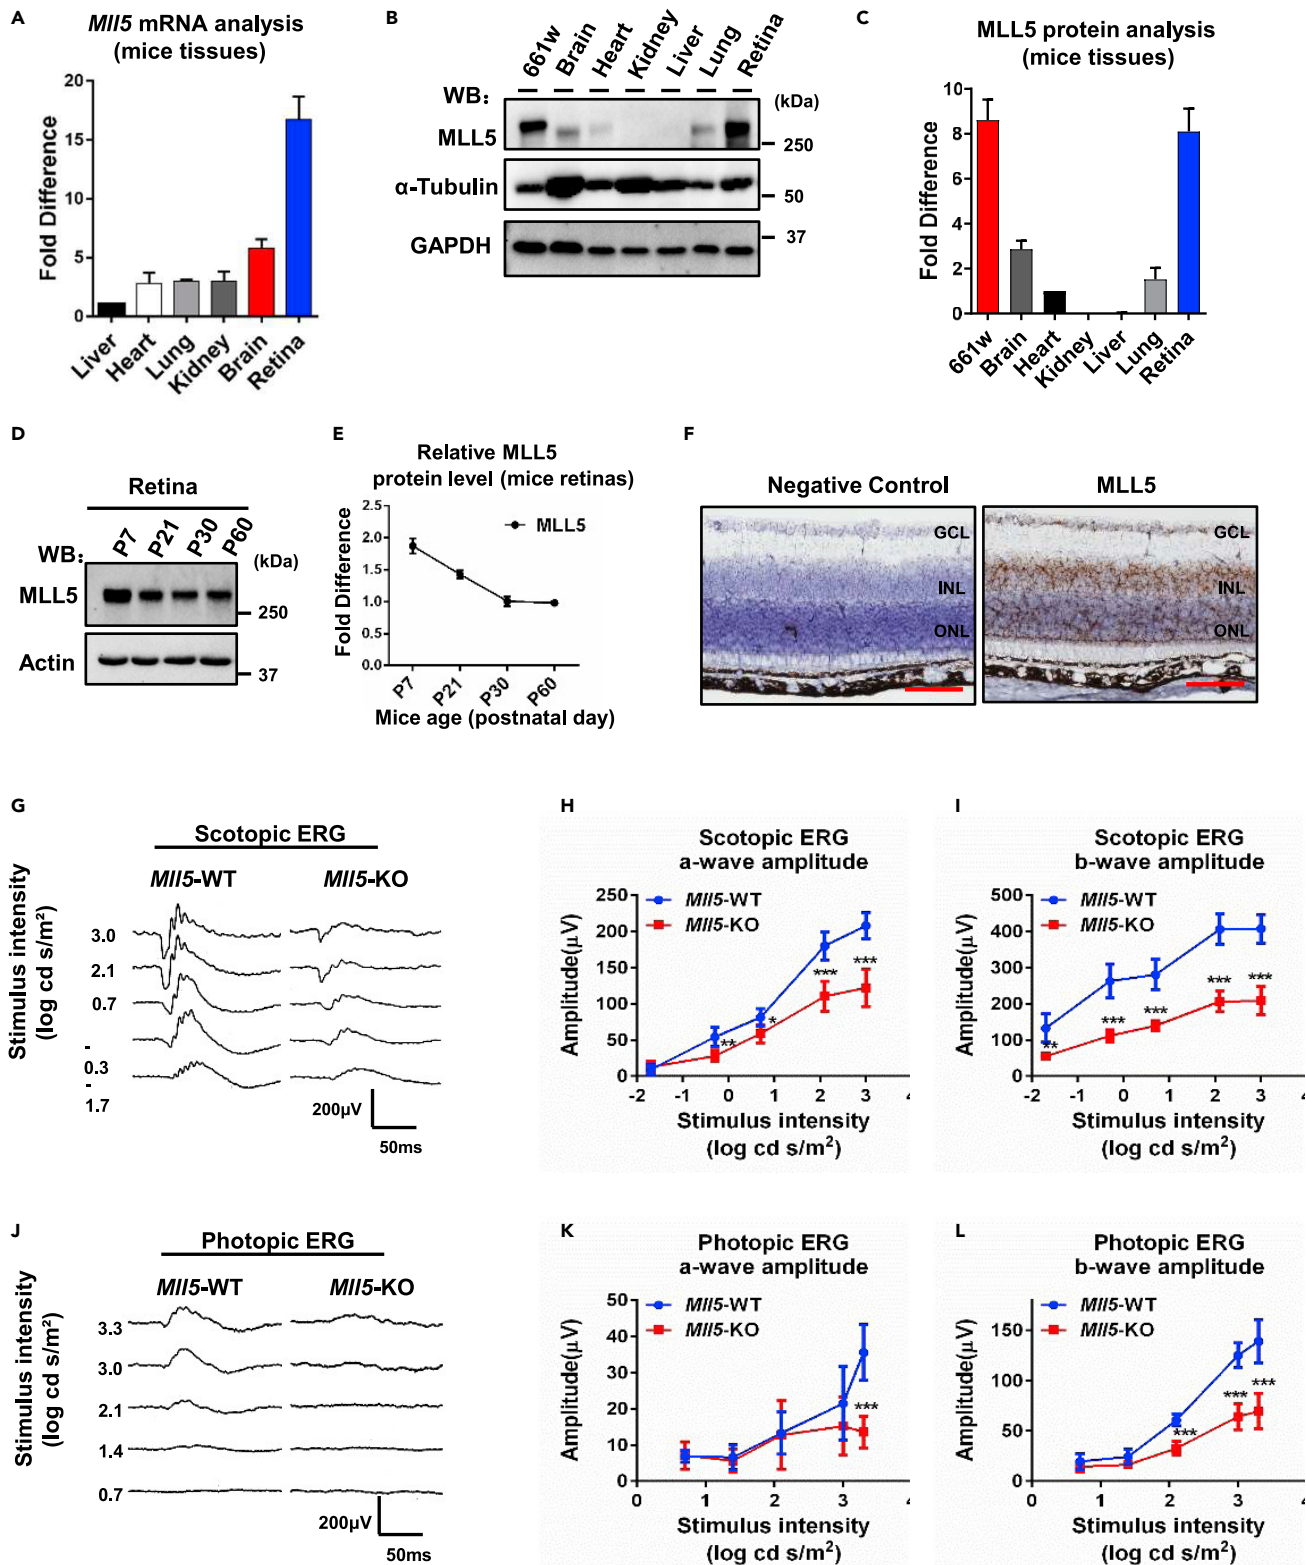 A
Mll5 mRNA analysis
(mice tissues)
Fold Difference
20
15
10
5
0
Liver
Heart
Lung
Kidney
Brain
Retina
B
661w
Brain
Heart
Kidney
Liver
Lung
Retina
WB:
(kDa)
MLL5
250
α-Tubulin
50
GAPDH
37
C
MLL5 protein analysis
(mice tissues)
Fold Difference
10
8
6
4
2
0
661w
Brain
Heart
Kidney
Liver
Lung
Retina
D
Retina
WB:
P7
P21
P30
P60
(kDa)
MLL5
250
Actin
37
E
Relative MLL5
protein level (mice retinas)
Fold Difference
2.5
2.0
1.5
1.0
0.5
0.0
MLL5
P7
P21
P30
P60
Mice age (postnatal day)
F
Negative Control
MLL5
GCL
INL
ONL
GCL
INL
ONL
G
Scotopic ERG
Mll5-WT
Mll5-KO
Stimulus intensity
(log cd s/m²)
3.0
2.1
0.7
-
0.3
-
1.7
200μV
50ms
H
Scotopic ERG
a-wave amplitude
Amplitude(μV)
250
200
150
100
50
0
Mll5-WT
Mll5-KO
**
*
***
***
-2 -1 0 1 2 3 4
Stimulus intensity
(log cd s/m²)
I
Scotopic ERG
b-wave amplitude
Amplitude(μV)
500
400
300
200
100
0
Mll5-WT
Mll5-KO
**
***
***
***
***
-2 -1 0 1 2 3 4
Stimulus intensity
(log cd s/m²)
J
Photopic ERG
Mll5-WT
Mll5-KO
Stimulus intensity
(log cd s/m²)
3.3
3.0
2.1
1.4
0.7
200μV
50ms
K
Photopic ERG
a-wave amplitude
Amplitude(μV)
50
40
30
20
10
0
Mll5-WT
Mll5-KO
***
0 1 2 3 4
Stimulus intensity
(log cd s/m²)
L
Photopic ERG
b-wave amplitude
Amplitude(μV)
150
100
50
0
Mll5-WT
Mll5-KO
***
***
***
0 1 2 3 4
Stimulus intensity
(log cd s/m²)